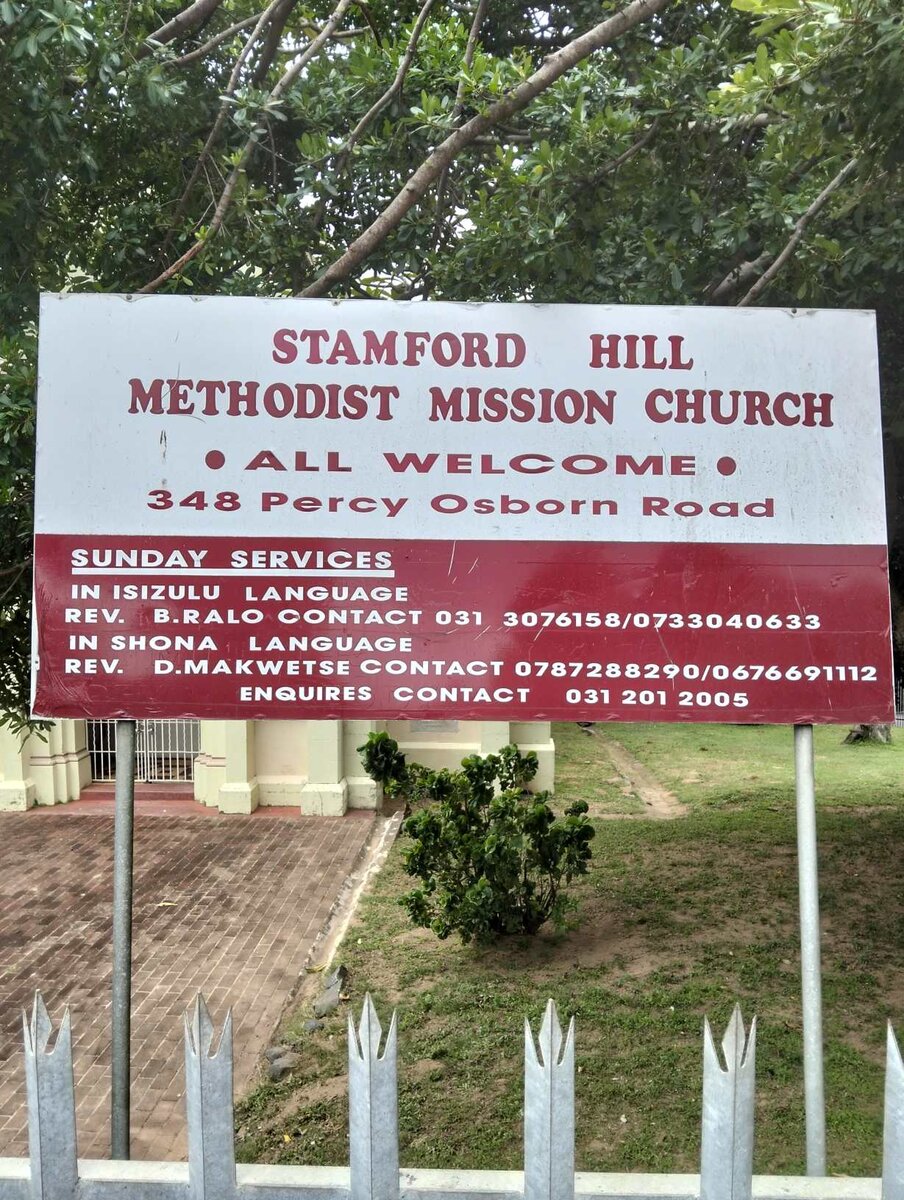 STAMFORD HILL
METHODIST MISSION CHURCH
• ALL WELCOME •
348 Percy Osborn Road
SUNDAY SERVICES
IN ISIZULU LANGUAGE
REV. B.RALO CONTACT 031 3076158/0733040633
IN SHONA LANGUAGE
REV. D.MAKWETSE CONTACT 0787288290/0676691112
ENQUIRES CONTACT 031 201 2005